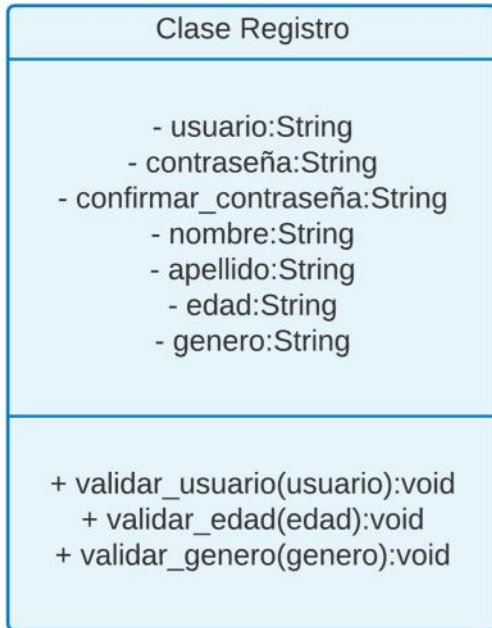 Clase Registro
- usuario:String
- contraseña:String
- confirmar_contraseña:String
- nombre:String
- apellido:String
- edad:String
- genero:String
+ validar_usuario(usuario):void
+ validar_edad(edad):void
+ validar_genero(genero):void